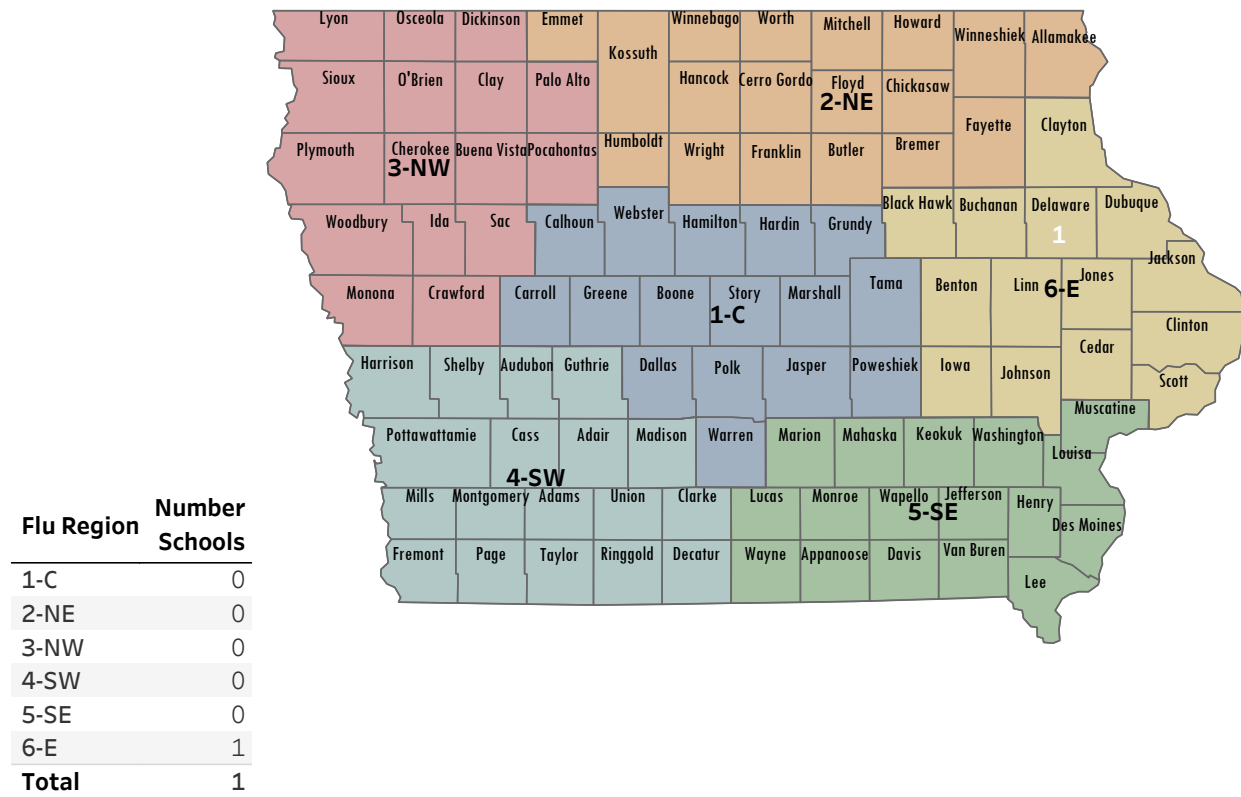 Lyon Osceola Dickinson Emmet Winnebago Worth Mitchell Howard Winneshiek Allamakee
Kossuth
Sioux O'Brien Clay Palo Alto Hancock Cerro Gordo Floyd Chickasaw
2-NE
Fayette Clayton
Plymouth Cherokee Buena Vista Pocahontas Humboldt Wright Franklin Butler Bremer
3-NW
Woodbury Ida Sac Calhoun Webster Hamilton Hardin Grundy Black Hawk Buchanan Delaware Dubuque
1
Jackson
Monona Crawford Carroll Greene Boone Story Marshall Tama Benton Linn Jones
6-E
1-C
Clinton
Harrison Shelby Audubon Guthrie Dallas Polk Jasper Poweshiek Iowa Johnson Cedar
Scott
Muscatine
Pottawattamie Cass Adair Madison Warren Marion Mahaska Keokuk Washington
Louisa
4-SW
Mills Montgomery Adams Union Clarke Lucas Monroe Wapello Jefferson Henry
5-SE
Des Moines
Fremont Page Taylor Ringgold Decatur Wayne Appanoose Davis Van Buren
Lee
Flu Region Number
Schools
1-C 0
2-NE 0
3-NW 0
4-SW 0
5-SE 0
6-E 1
Total 1